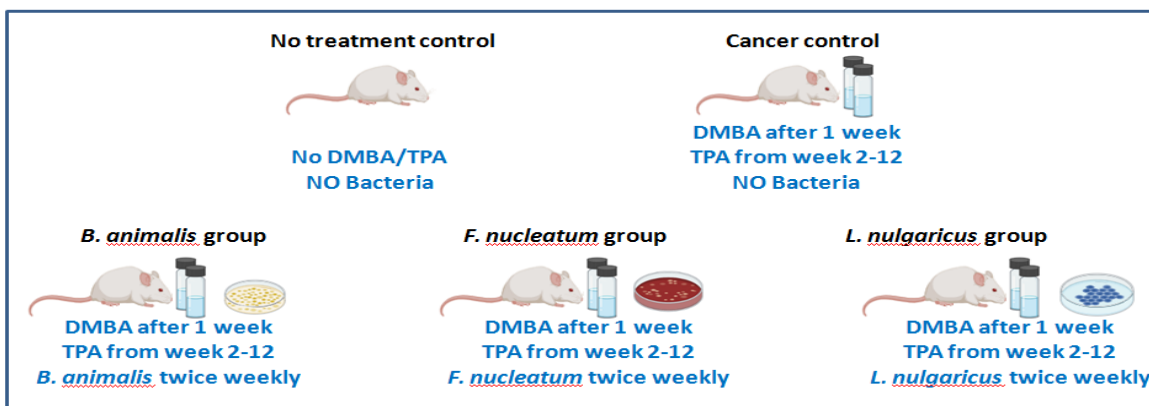 No treatment control
Cancer control
No DMBA/TPA
NO Bacteria
DMBA after 1 week
TPA from week 2-12
NO Bacteria
B. animalis group
F. nucleatum group
L. nulgaricus group
DMBA after 1 week
TPA from week 2-12
B. animalis twice weekly
DMBA after 1 week
TPA from week 2-12
F. nucleatum twice weekly
DMBA after 1 week
TPA from week 2-12
L. nulgaricus twice weekly